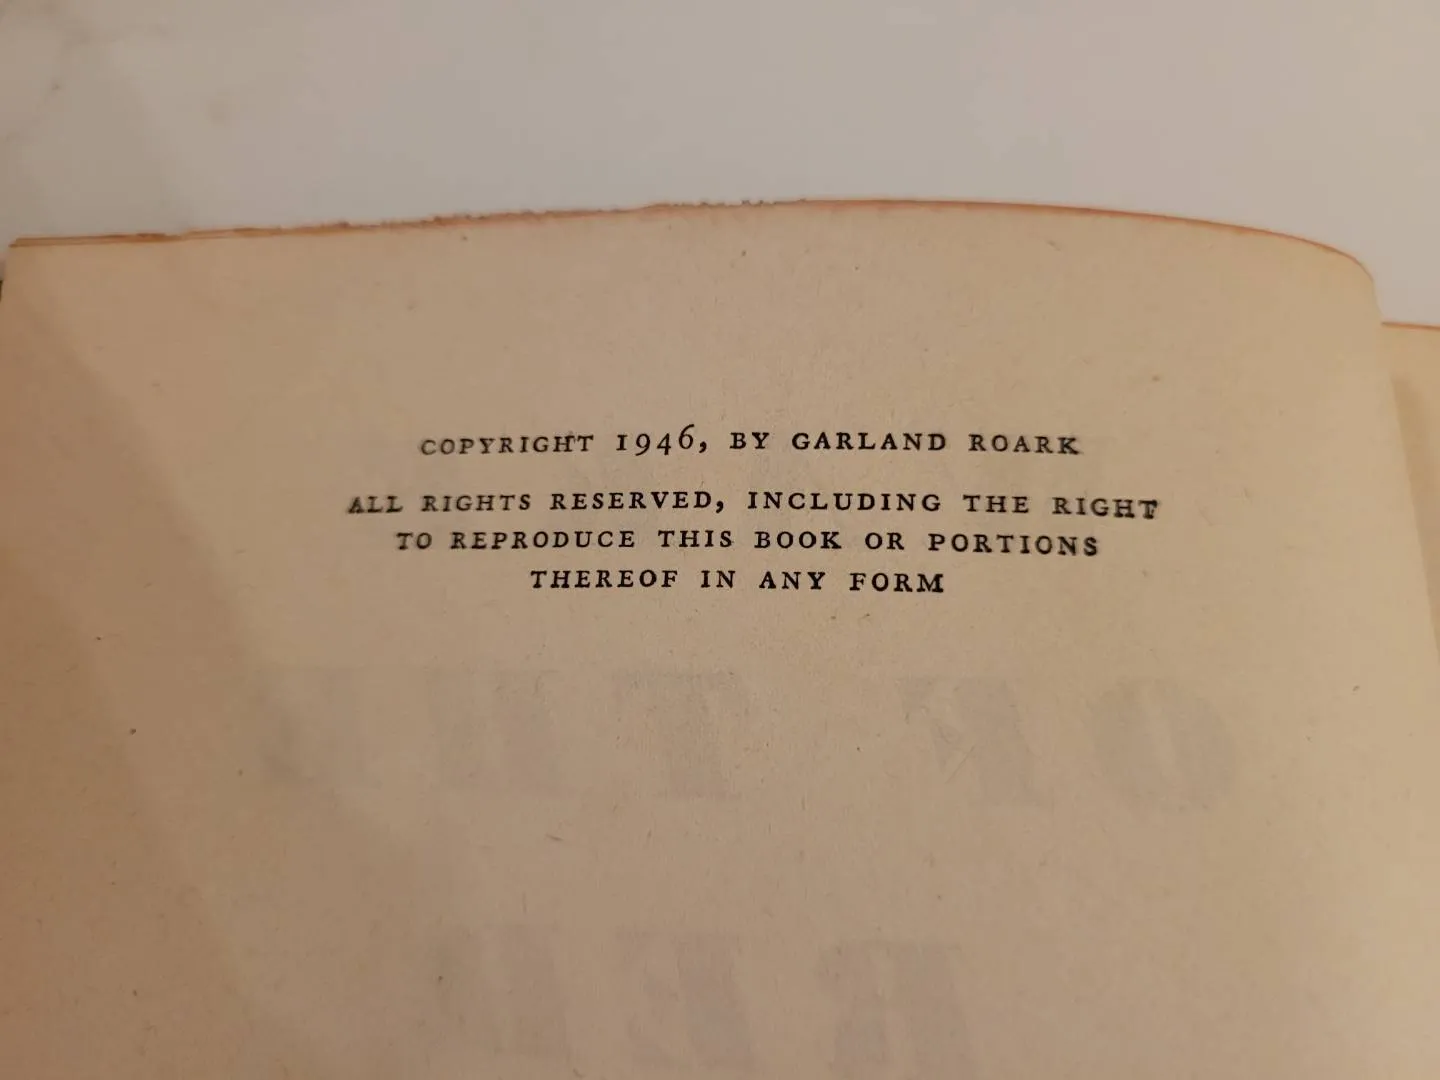 COPYRIGHT 1946, BY GARLAND ROARK
ALL RIGHTS RESERVED, INCLUDING THE RIGHT
TO REPRODUCE THIS BOOK OR PORTIONS
THEREOF IN ANY FORM